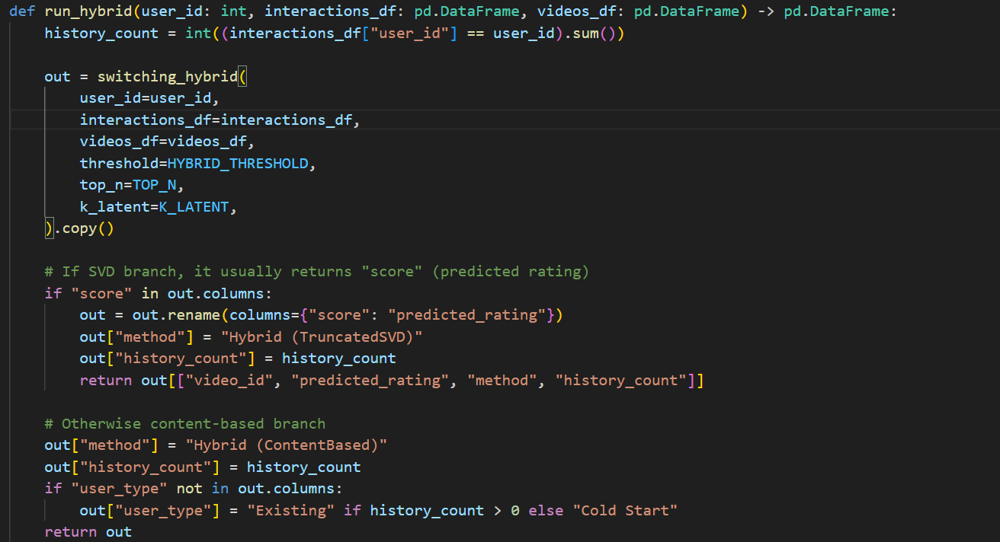 def run_hybrid(user_id: int, interactions_df: pd.DataFrame, videos_df: pd.DataFrame) -> pd.DataFrame:
    history_count = int((interactions_df["user_id"] == user_id).sum())

    out = switching_hybrid(
        user_id=user_id,
        interactions_df=interactions_df,
        videos_df=videos_df,
        threshold=HYBRID_THRESHOLD,
        top_n=TOP_N,
        k_latent=K_LATENT,
    ).copy()

    # If SVD branch, it usually returns "score" (predicted rating)
    if "score" in out.columns:
        out = out.rename(columns={"score": "predicted_rating"})
        out["method"] = "Hybrid (TruncatedSVD)"
        out["history_count"] = history_count
        return out[["video_id", "predicted_rating", "method", "history_count"]]

    # Otherwise content-based branch
    out["method"] = "Hybrid (ContentBased)"
    out["history_count"] = history_count
    if "user_type" not in out.columns:
        out["user_type"] = "Existing" if history_count > 0 else "Cold Start"
    return out